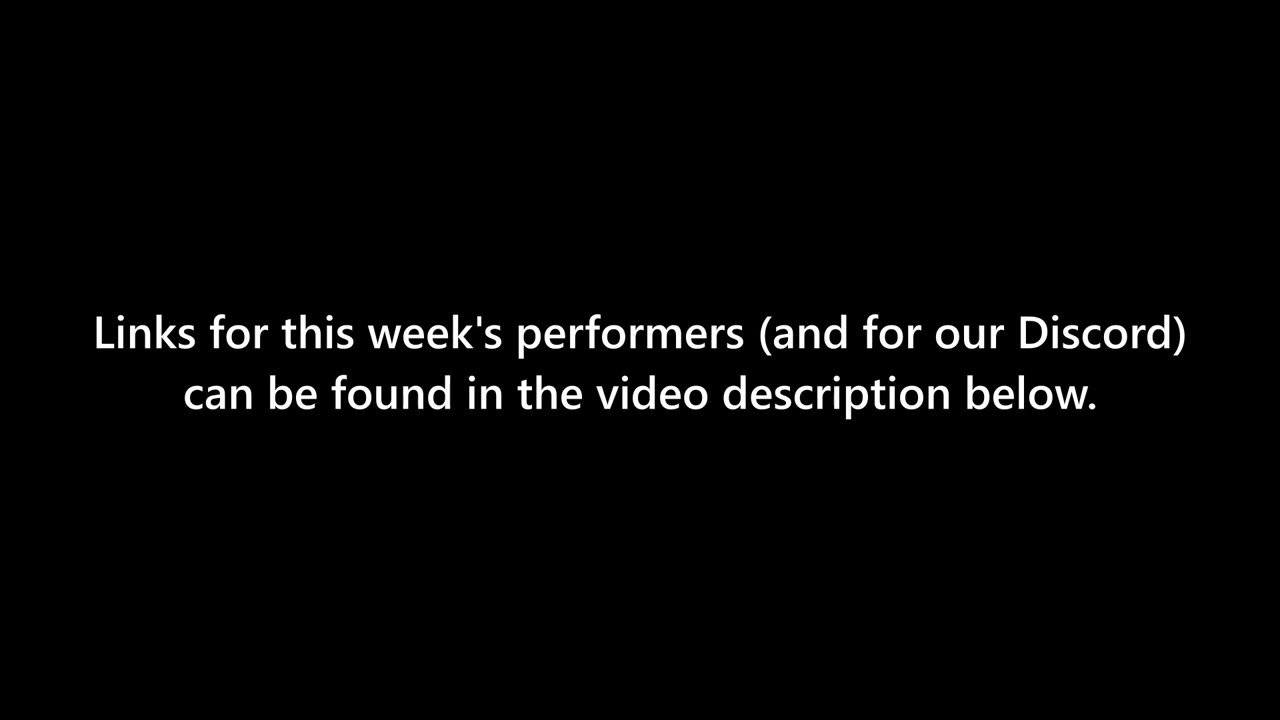 Links for this week's performers (and for our Discord)
can be found in the video description below.